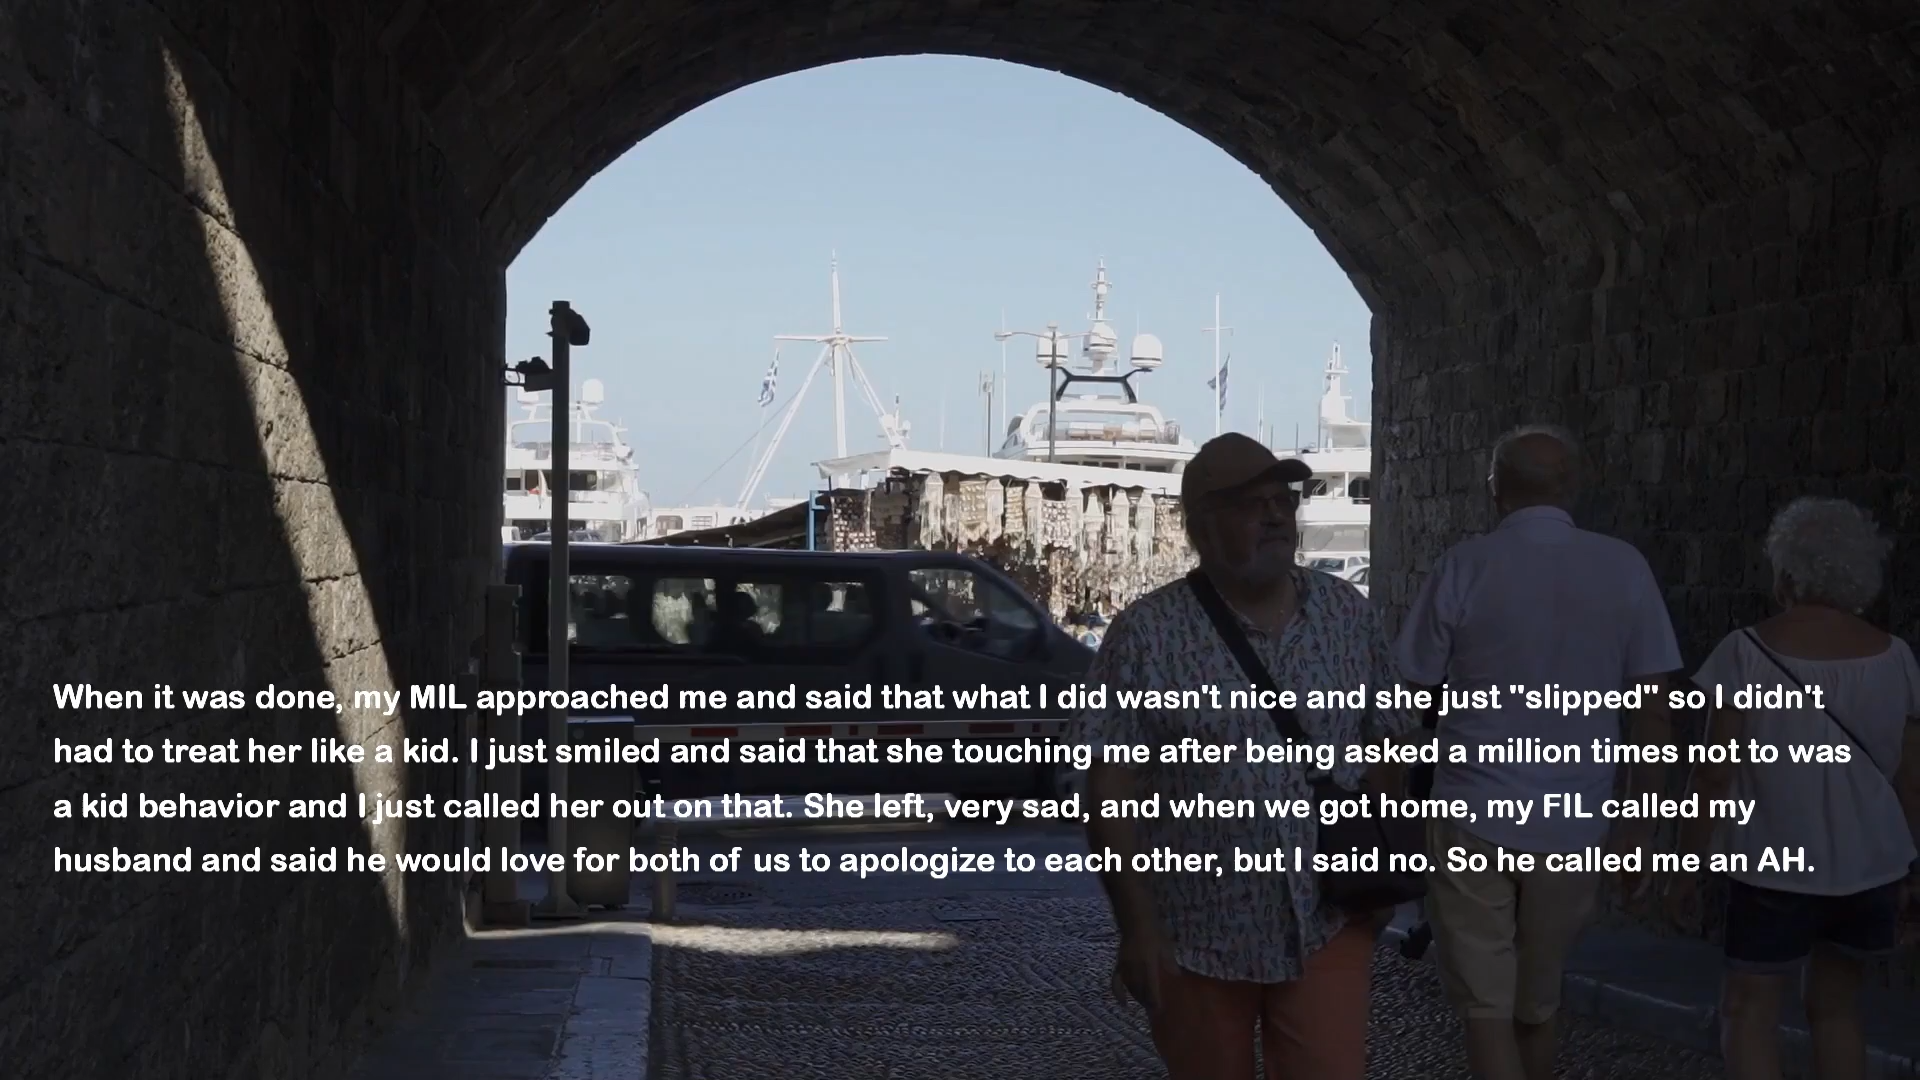 When it was done, my MIL approached me and said that what I did wasn't nice and she just "slipped" so I didn't
had to treat her like a kid. I just smiled and said that she touching me after being asked a million times not to was
a kid behavior and I just called her out on that. She left, very sad, and when we got home, my FIL called my
husband and said he would love for both of us to apologize to each other, but I said no. So he called me an AH.